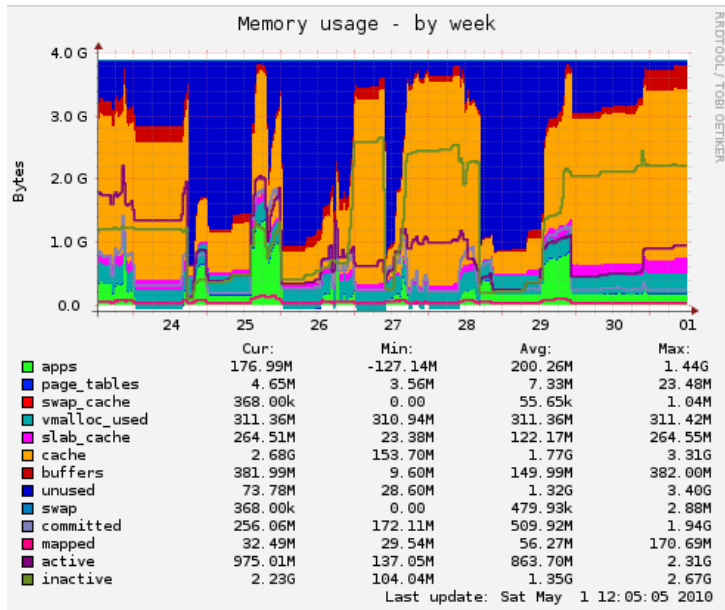 Memory usage - by week
RRDTOOL / TOBI OETIKER
4.0 G
3.0 G
2.0 G
1.0 G
0.0
Bytes
24 25 26 27 28 29 30 01
Cur: Min: Avg: Max:
apps 176.99M -127.14M 200.26M 1.44G
page_tables 4.65M 3.56M 7.33M 23.48M
swap_cache 368.00k 0.00 55.65k 1.04M
vmalloc_used 311.36M 310.94M 311.36M 311.42M
slab_cache 264.51M 23.38M 122.17M 264.55M
cache 2.68G 153.70M 1.77G 3.31G
buffers 381.99M 9.60M 149.99M 382.00M
unused 73.78M 28.60M 1.32G 3.40G
swap 368.00k 0.00 479.93k 2.88M
committed 256.06M 172.11M 509.92M 1.94G
mapped 32.49M 29.54M 56.27M 170.69M
active 975.01M 137.05M 863.70M 2.31G
inactive 2.23G 104.04M 1.35G 2.67G
Last update: Sat May 1 12:05:05 2010